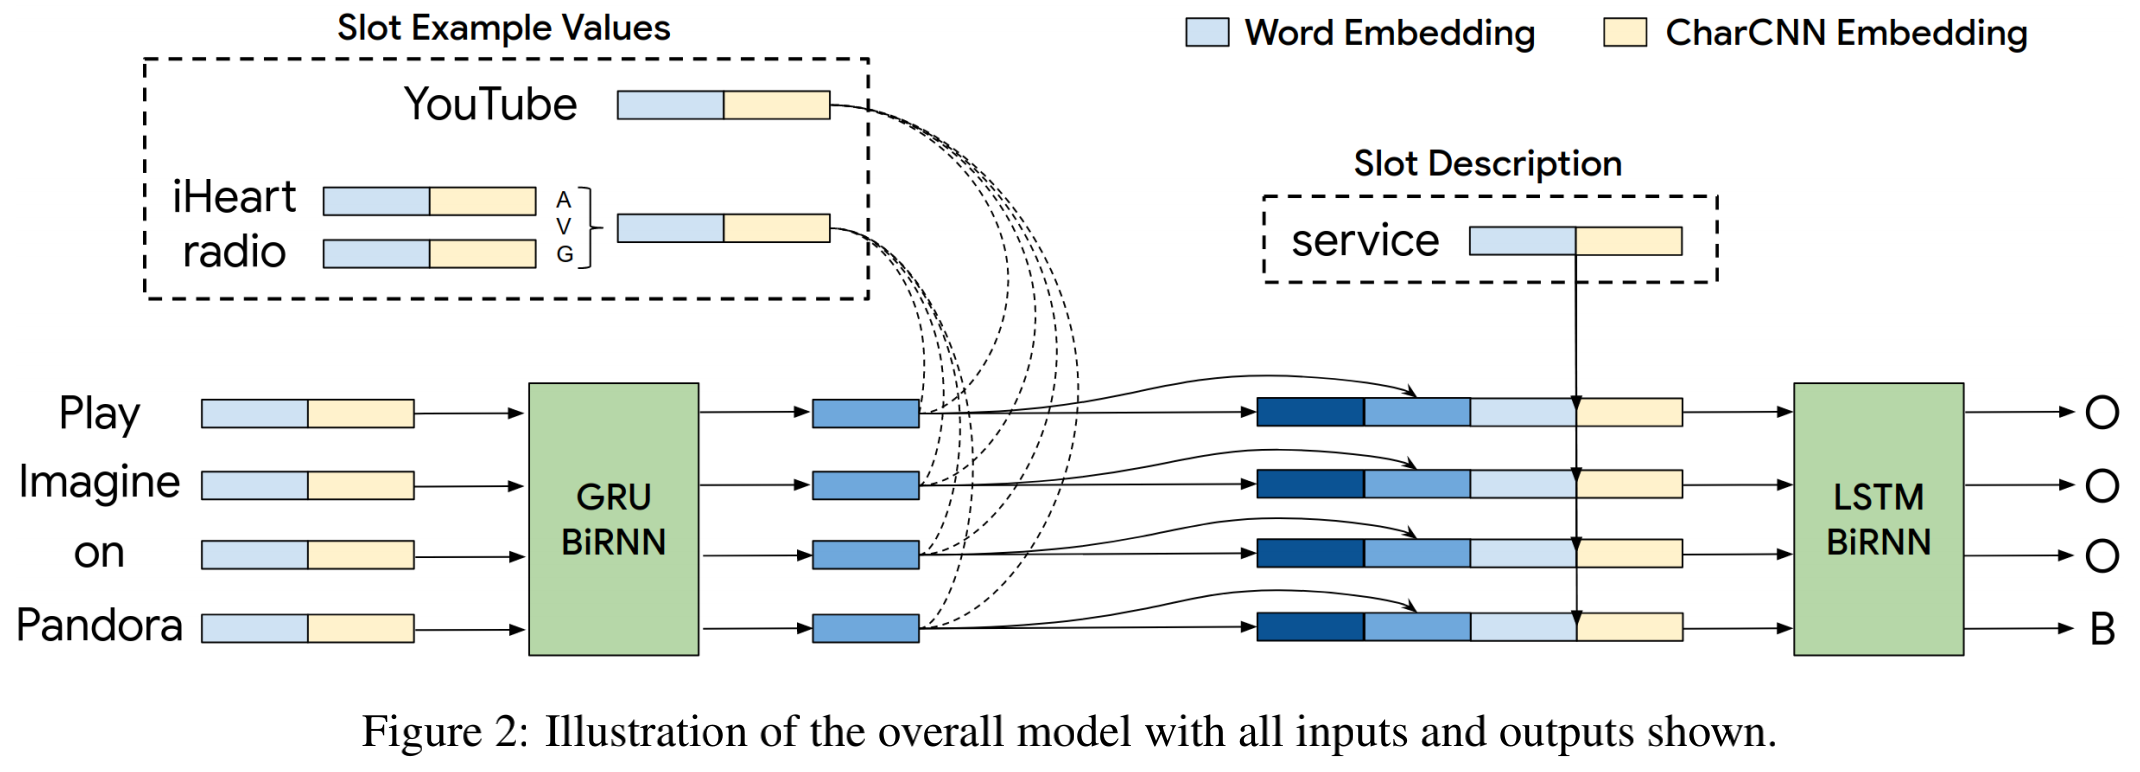 Slot Example Values
Word Embedding
CharCNN Embedding
YouTube
iHeart
radio
A
V
G
Slot Description
service
Play
Imagine
on
Pandora
GRU
BiRNN
LSTM
BiRNN
O
O
O
B
Figure 2: Illustration of the overall model with all inputs and outputs shown.